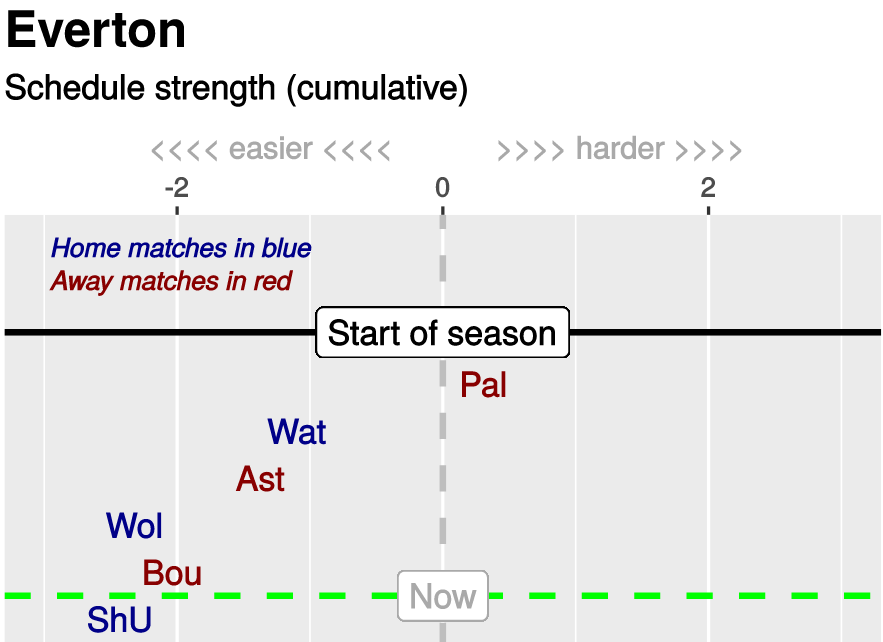 Everton
Schedule strength (cumulative)
<<<< easier <<<< >>>> harder >>>>
-2 0 2
Home matches in blue
Away matches in red
Start of season
Pal
Wat
Ast
Wol
Bou
Now
ShU